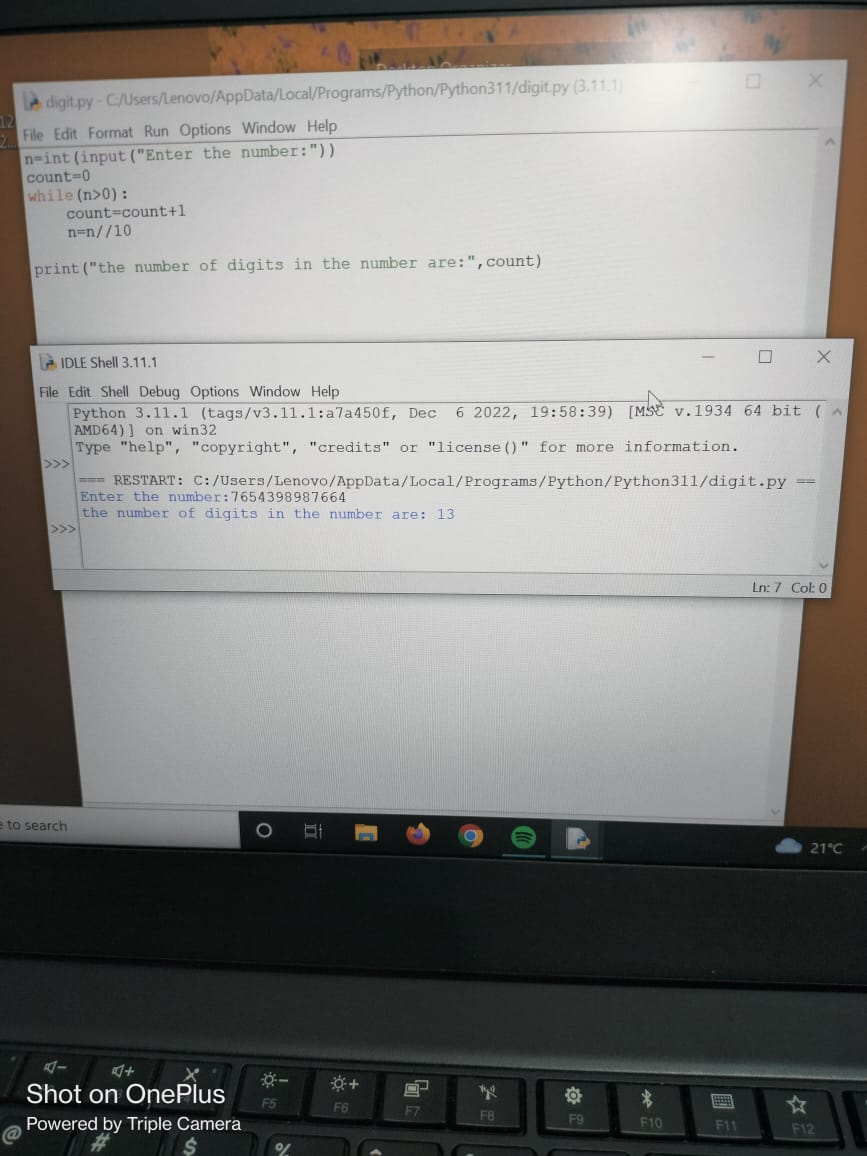 Desktop Organizer
digit.py - C:/Users/Lenovo/AppData/Local/Programs/Python/Python311/digit.py (3.11.1)
File Edit Format Run Options Window Help
n=int(input("Enter the number:"))
count=0
while(n>0):
    count=count+1
    n=n//10
print("the number of digits in the number are:",count)
IDLE Shell 3.11.1
File Edit Shell Debug Options Window Help
Python 3.11.1 (tags/v3.11.1:a7a450f, Dec  6 2022, 19:58:39) [MSC v.1934 64 bit (
AMD64)] on win32
Type "help", "copyright", "credits" or "license()" for more information.
>>>
=== RESTART: C:/Users/Lenovo/AppData/Local/Programs/Python/Python311/digit.py ==
Enter the number:7654398987664
the number of digits in the number are: 13
>>>
Ln: 7 Col: 0
to search
21°C
F5 F6 F7 F8 F9 F10 F11 F12
Shot on OnePlus
Powered by Triple Camera
@ # $ %